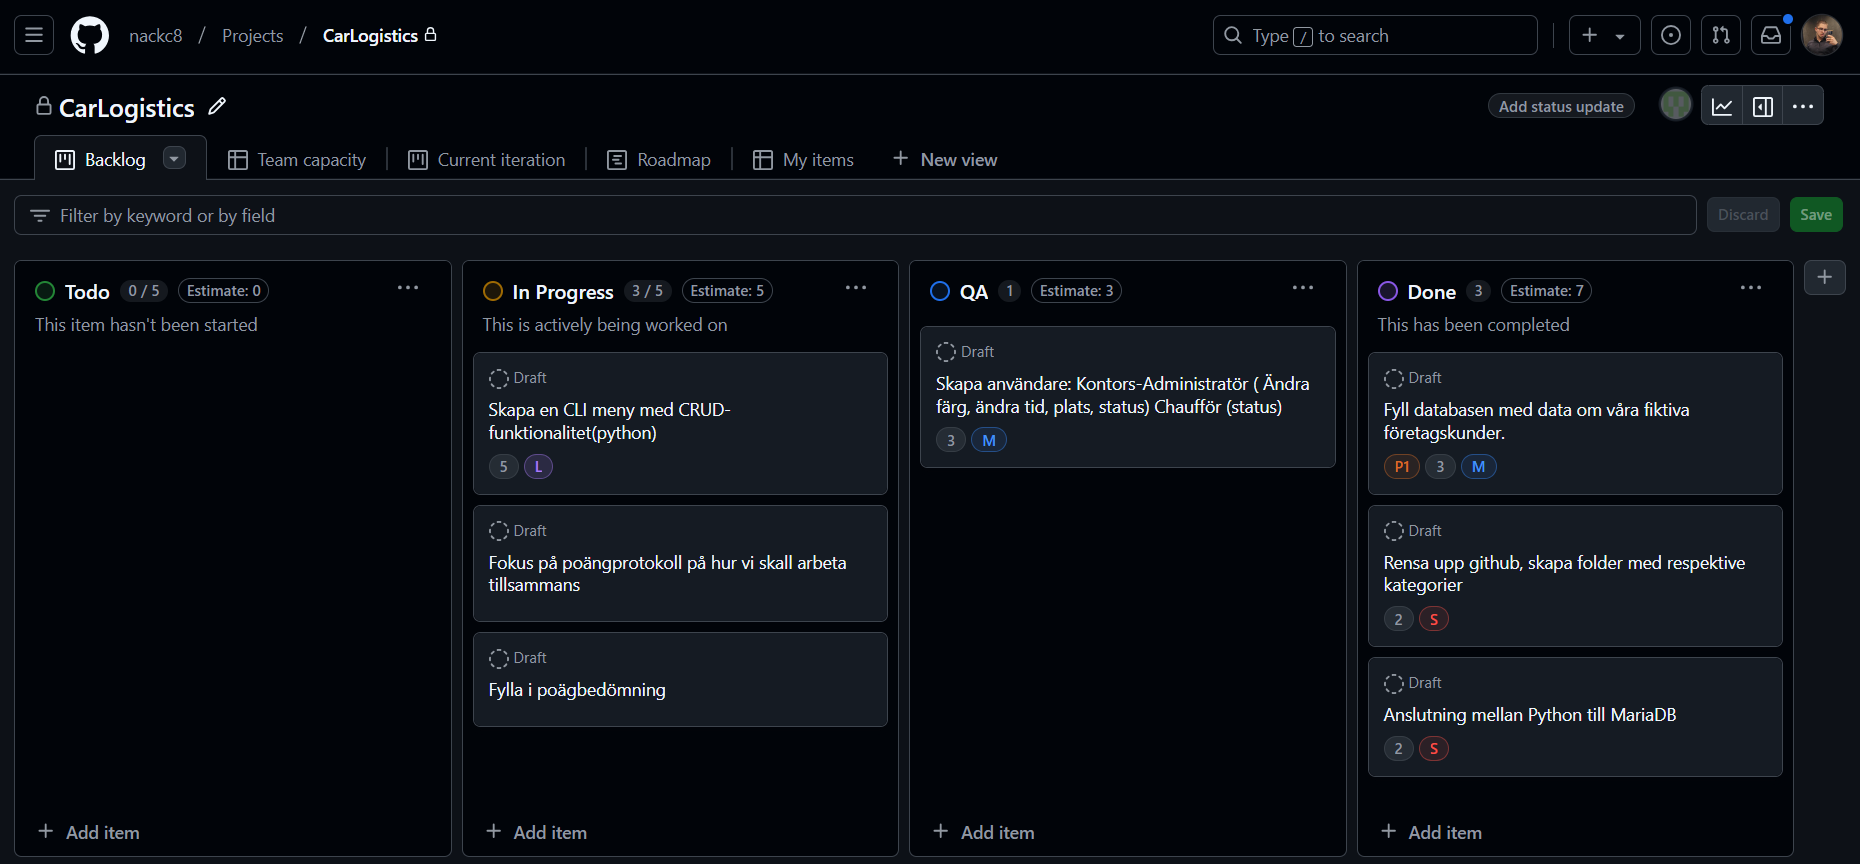 nackc8 / Projects / CarLogistics
Type / to search
CarLogistics
Add status update
Backlog
Team capacity
Current iteration
Roadmap
My items
New view
Filter by keyword or by field
Discard
Save
Todo 0 / 5 Estimate: 0
This item hasn't been started
Add item
In Progress 3 / 5 Estimate: 5
This is actively being worked on
Draft
Skapa en CLI meny med CRUD-
funktionalitet(python)
5 L
Draft
Fokus på poängprotokoll på hur vi skall arbeta
tillsammans
Draft
Fylla i poägbedömning
Add item
QA 1 Estimate: 3
Draft
Skapa användare: Kontors-Administratör ( Ändra
färg, ändra tid, plats, status) Chaufför (status)
3 M
Add item
Done 3 Estimate: 7
This has been completed
Draft
Fyll databasen med data om våra fiktiva
företagskunder.
P1 3 M
Draft
Rensa upp github, skapa folder med respektive
kategorier
2 S
Draft
Anslutning mellan Python till MariaDB
2 S
Add item